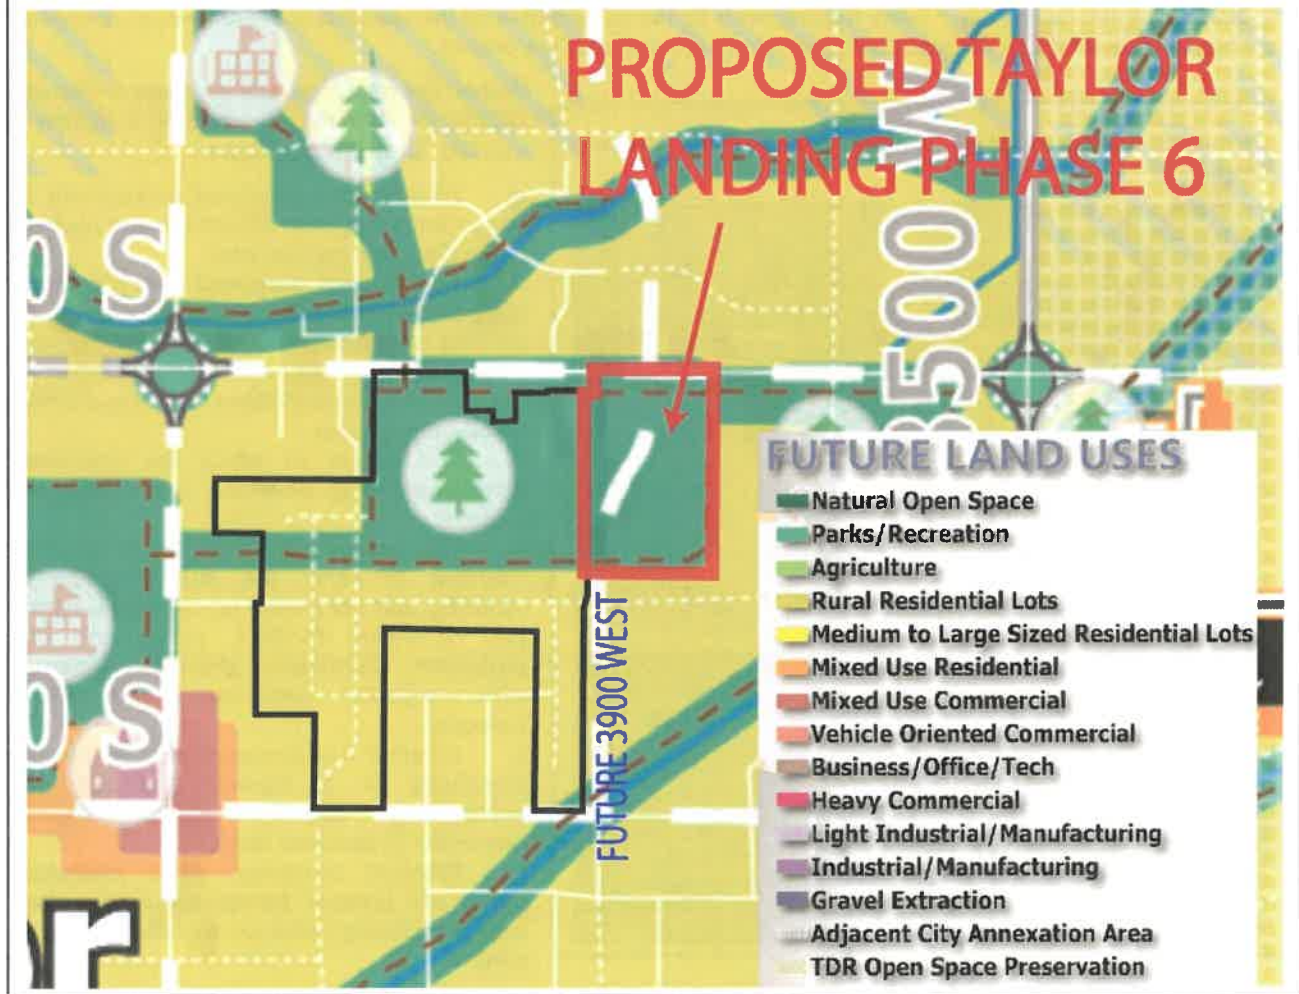 PROPOSED TAYLOR
LANDING PHASE 6
0 S
3500 W
FUTURE LAND USES
Natural Open Space
Parks/Recreation
Agriculture
Rural Residential Lots
Medium to Large Sized Residential Lots
Mixed Use Residential
Mixed Use Commercial
Vehicle Oriented Commercial
Business/Office/Tech
Heavy Commercial
Light Industrial/Manufacturing
Industrial/Manufacturing
Gravel Extraction
Adjacent City Annexation Area
TDR Open Space Preservation
FUTURE 3900 WEST
0 S
or